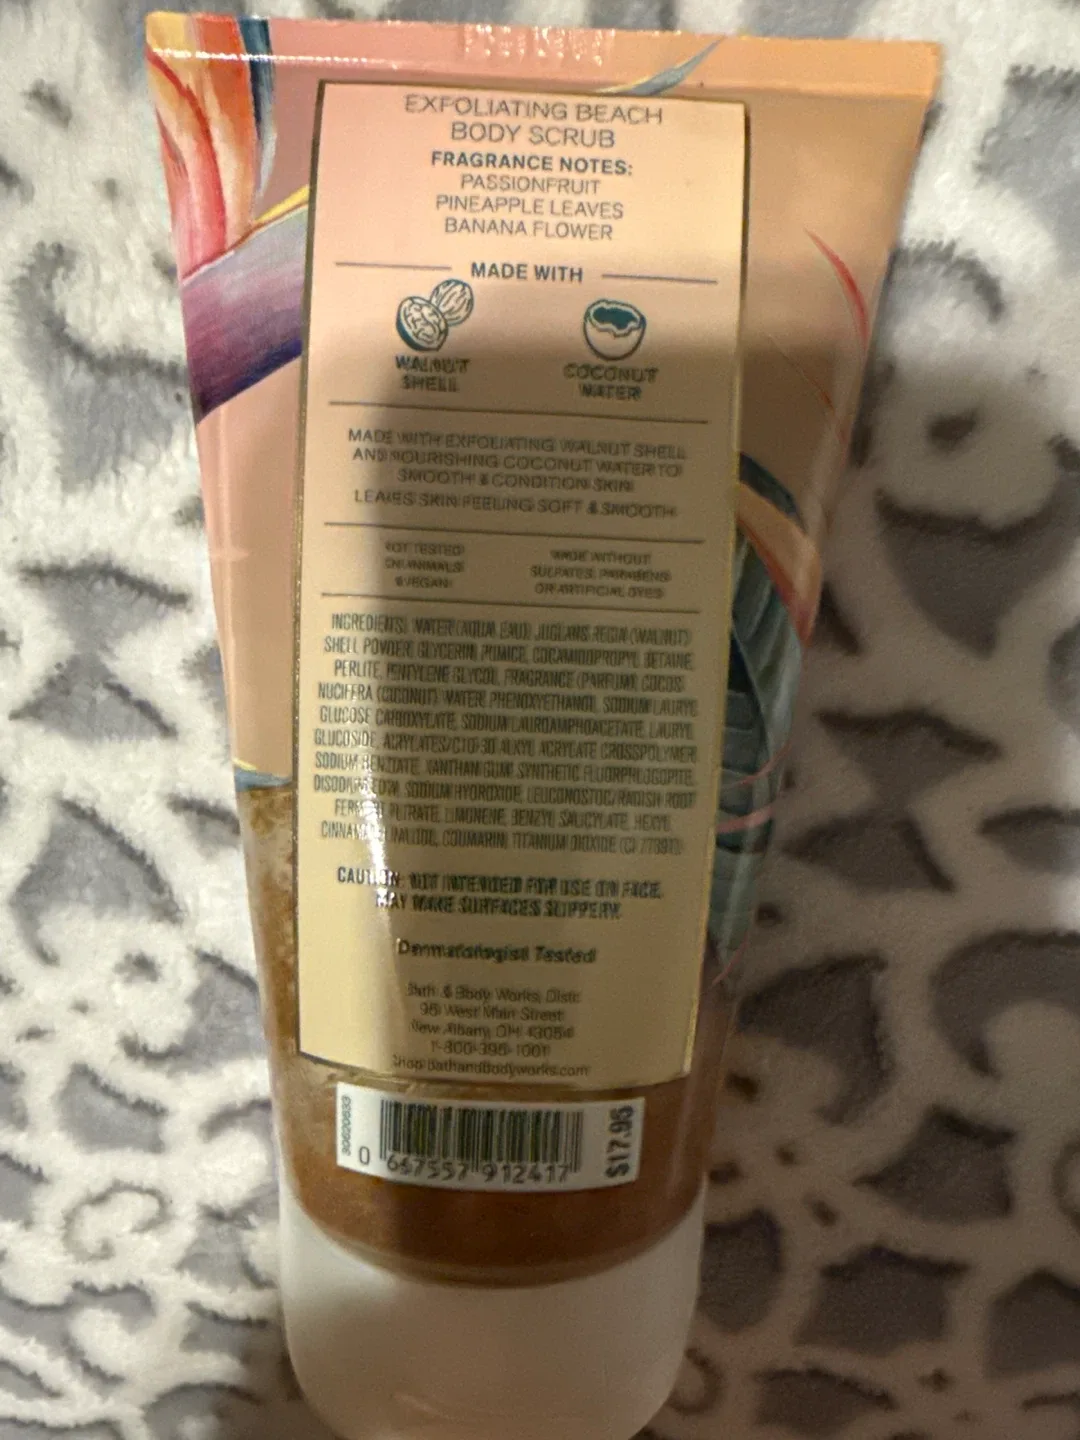 EXFOLIATING BEACH
BODY SCRUB
FRAGRANCE NOTES:
PASSIONFRUIT
PINEAPPLE LEAVES
BANANA FLOWER
MADE WITH
WALNUT
SHELL
COCONUT
WATER
MADE WITH EXFOLIATING WALNUT SHELL
AND NOURISHING COCONUT WATER TO
SMOOTH & CONDITION SKIN
LEAVES SKIN FEELING SOFT & SMOOTH
NOT TESTED
ON ANIMALS
& VEGAN
MADE WITHOUT
SULFATES, PARABENS
OR ARTIFICIAL DYES
INGREDIENTS: WATER (AQUA, EAU), JUGLANS REGIA (WALNUT)
SHELL POWDER, GLYCERIN, PUMICE, COCAMIDOPROPYL BETAINE,
PERLITE, PENTYLENE GLYCOL, FRAGRANCE (PARFUM), COCOS
NUCIFERA (COCONUT) WATER, PHENOXYETHANOL, SODIUM LAURYL
GLUCOSE CARBOXYLATE, SODIUM LAUROAMPHOACETATE, LAURYL
GLUCOSIDE, ACRYLATES/C10-30 ALKYL ACRYLATE CROSSPOLYMER,
SODIUM BENZOATE, XANTHAN GUM, SYNTHETIC FLUORPHLOGOPITE,
DISODIUM EDTA, SODIUM HYDROXIDE, LEUCONOSTOC/RADISH ROOT
FERMENT FILTRATE, LIMONENE, BENZYL SALICYLATE, HEXYL
LINALOOL, COUMARIN, TITANIUM DIOXIDE (CI 77891)
CAUTION: NOT INTENDED FOR USE ON FACE.
MAY MAKE SURFACES SLIPPERY.
Dermatologist Tested
Bath & Body Works, Distr.
95 West Main Street
New Albany, OH 43054
1-800-395-1001
Shop bathandbodyworks.com
0 667557 912417
$17.95